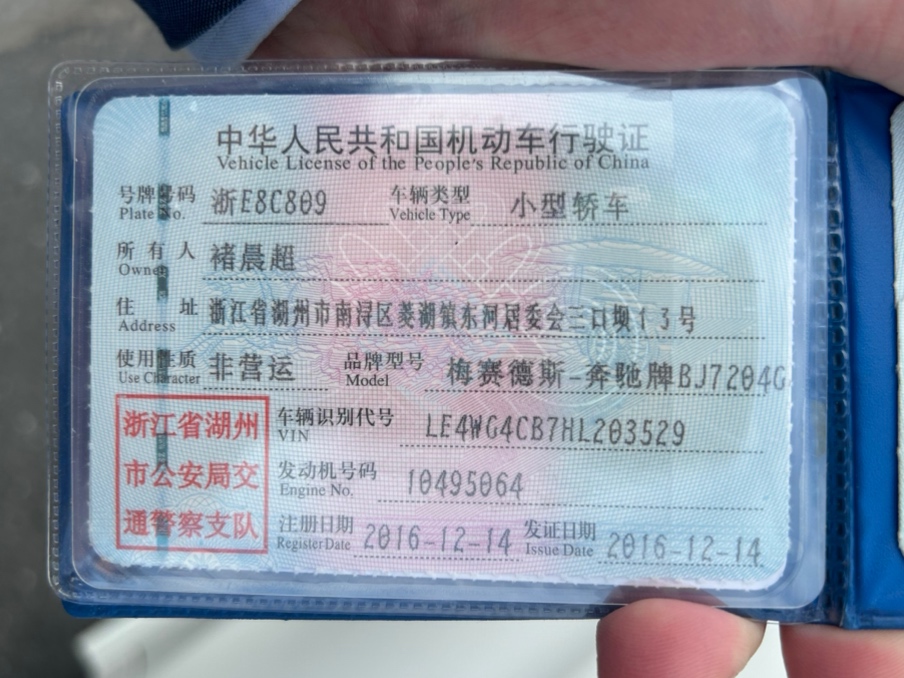 中华人民共和国机动车行驶证
Vehicle License of the People's Republic of China
号牌号码 浙E8C809 车辆类型 小型轿车
Plate No. Vehicle Type
所有人 褚晨超
Owner
住址 浙江省湖州市南浔区菱湖镇东河居委会三口坝13号
Address
使用性质 非营运 品牌型号 梅赛德斯-奔驰牌BJ7204G
Use Character Model
浙江省湖州
市公安局交
通警察支队
车辆识别代号 LE4WG4CB7HL203529
VIN
发动机号码 10495064
Engine No.
注册日期 2016-12-14 发证日期 2016-12-14
Register Date Issue Date